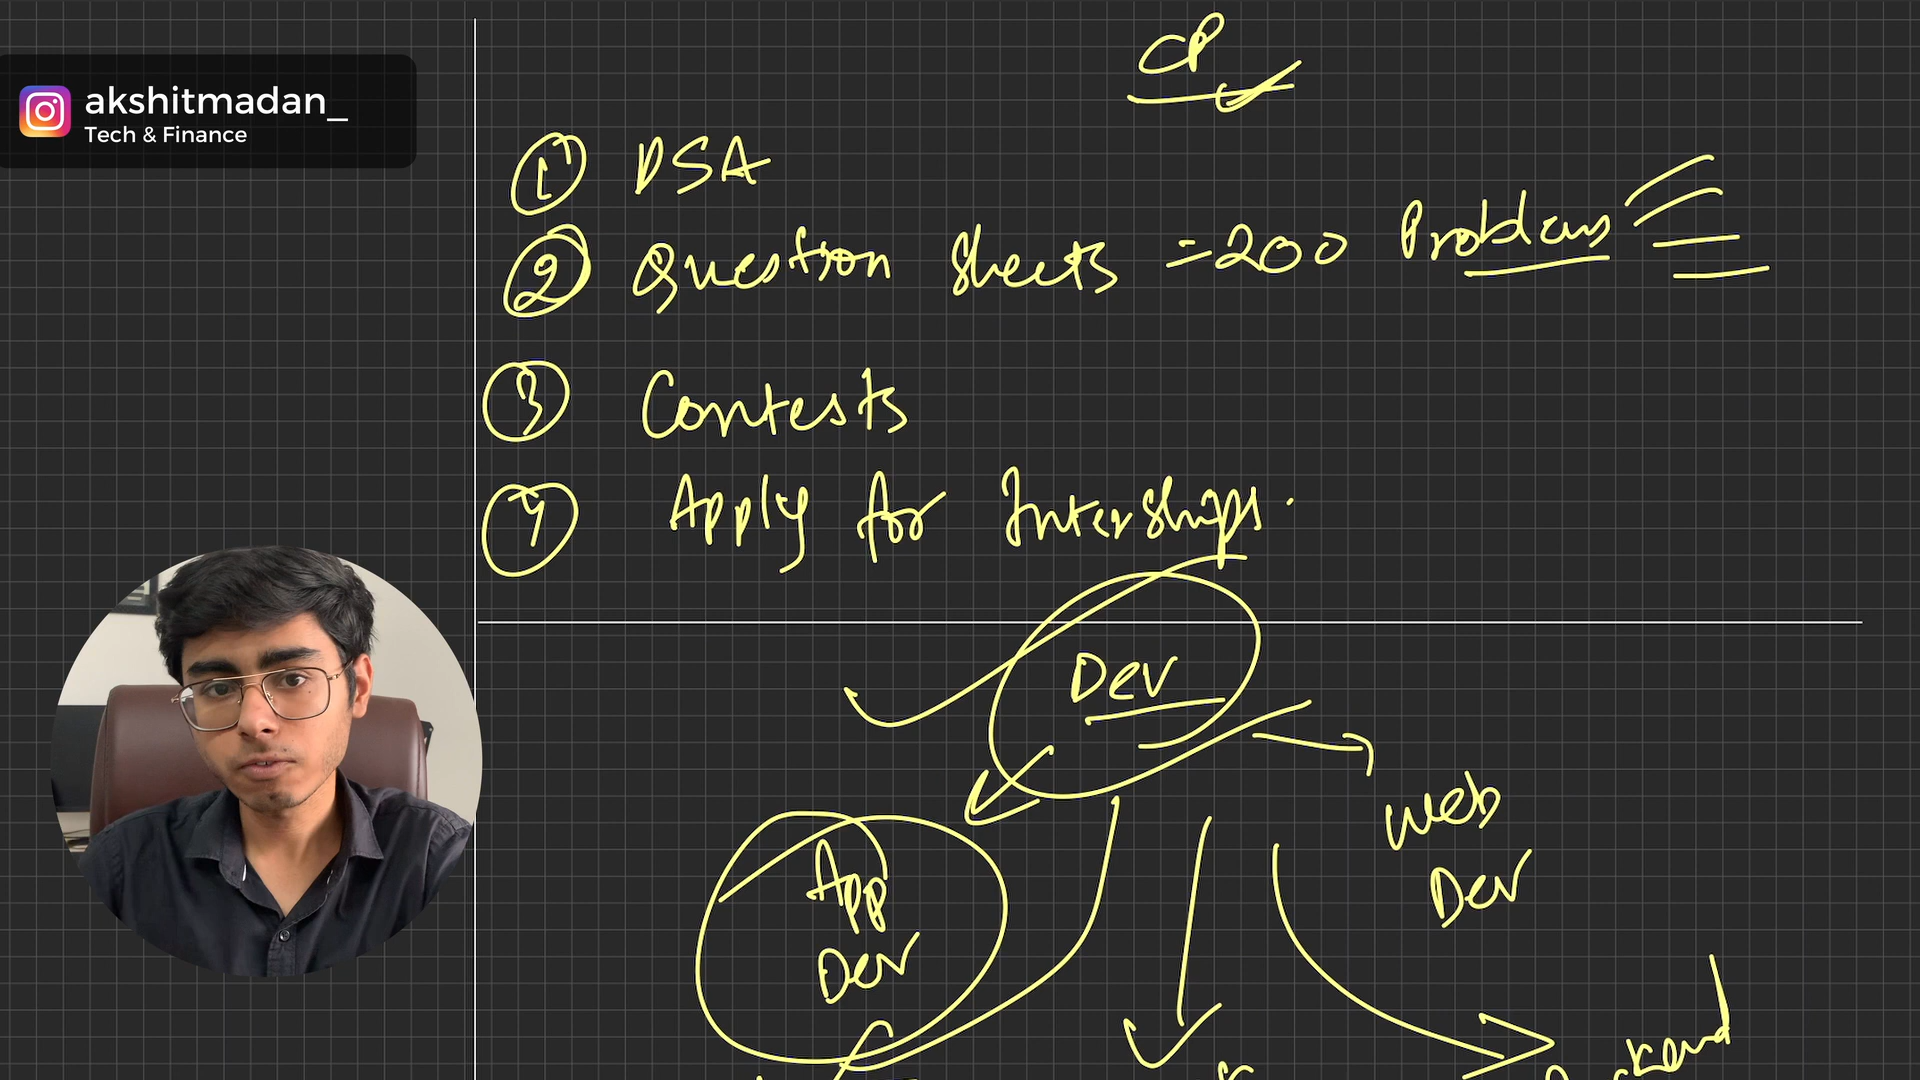 akshitmadan_
Tech & Finance
CP
1 DSA
2 Question Sheets = 200 Problems
3 Contests
4 Apply for Internships.
Dev
Web
Dev
App
Dev